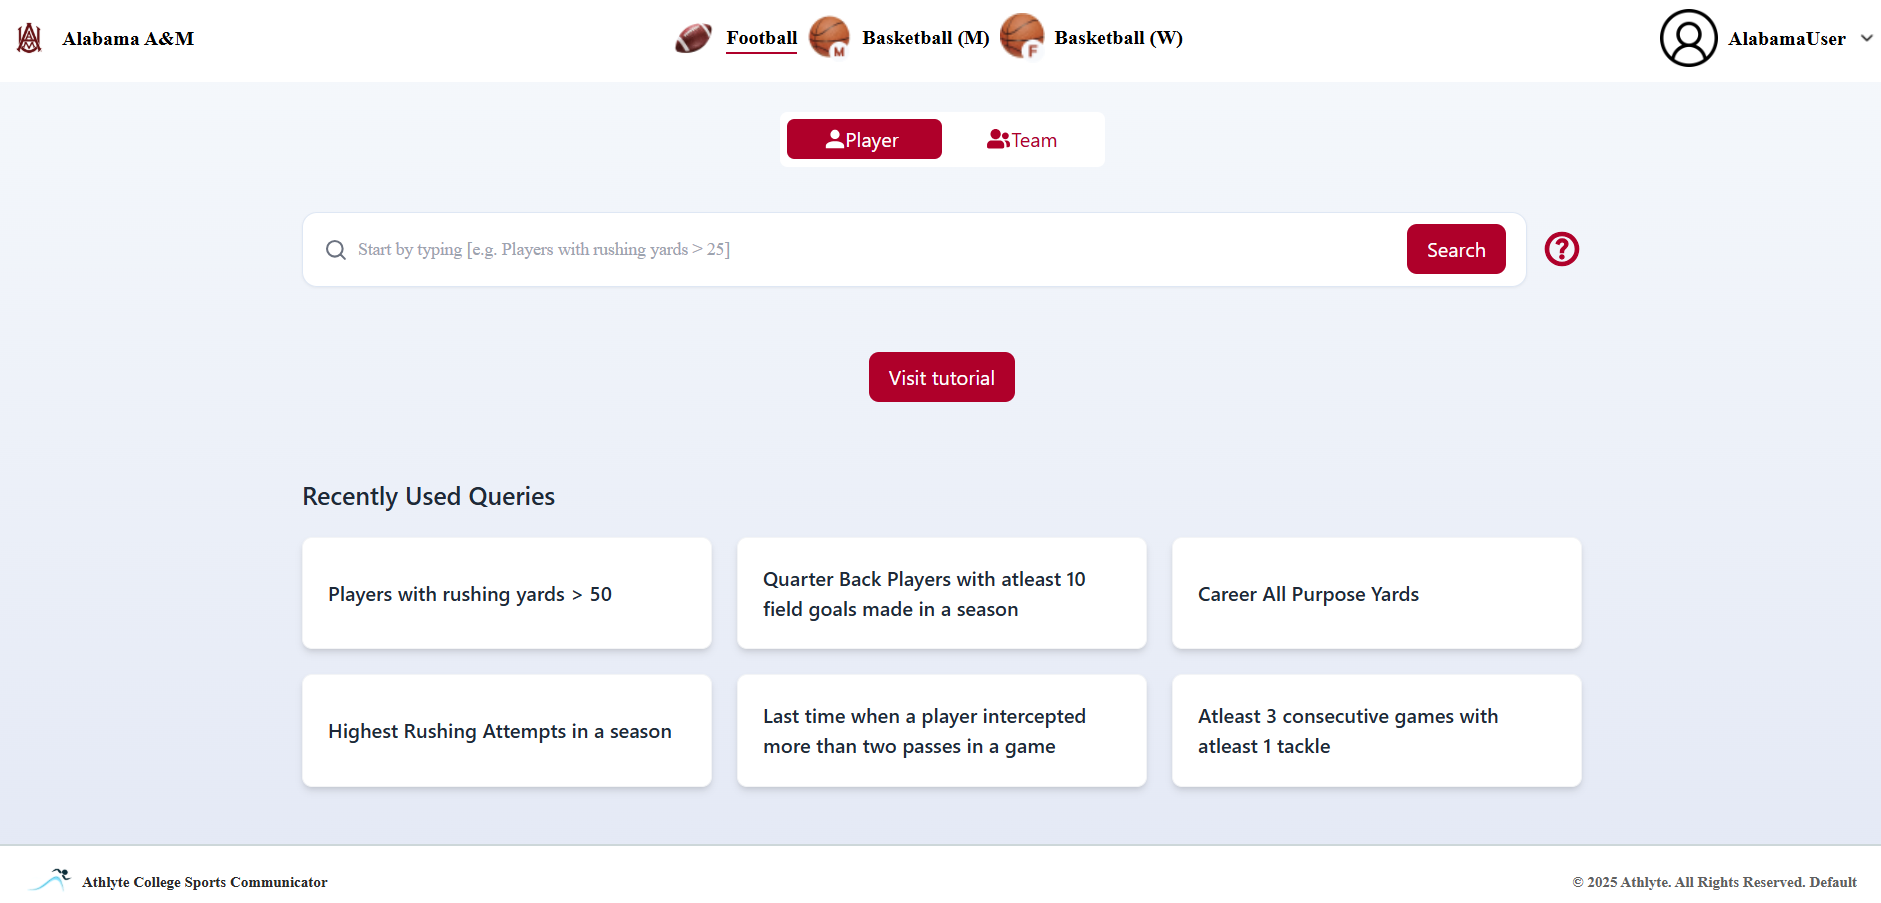 Alabama A&M
Football
Basketball (M)
Basketball (W)
AlabamaUser
Player
Team
Start by typing [e.g. Players with rushing yards > 25]
Search
Visit tutorial
Recently Used Queries
Players with rushing yards > 50
Quarter Back Players with atleast 10
field goals made in a season
Career All Purpose Yards
Highest Rushing Attempts in a season
Last time when a player intercepted
more than two passes in a game
Atleast 3 consecutive games with
atleast 1 tackle
Athlyte College Sports Communicator
© 2025 Athlyte. All Rights Reserved. Default